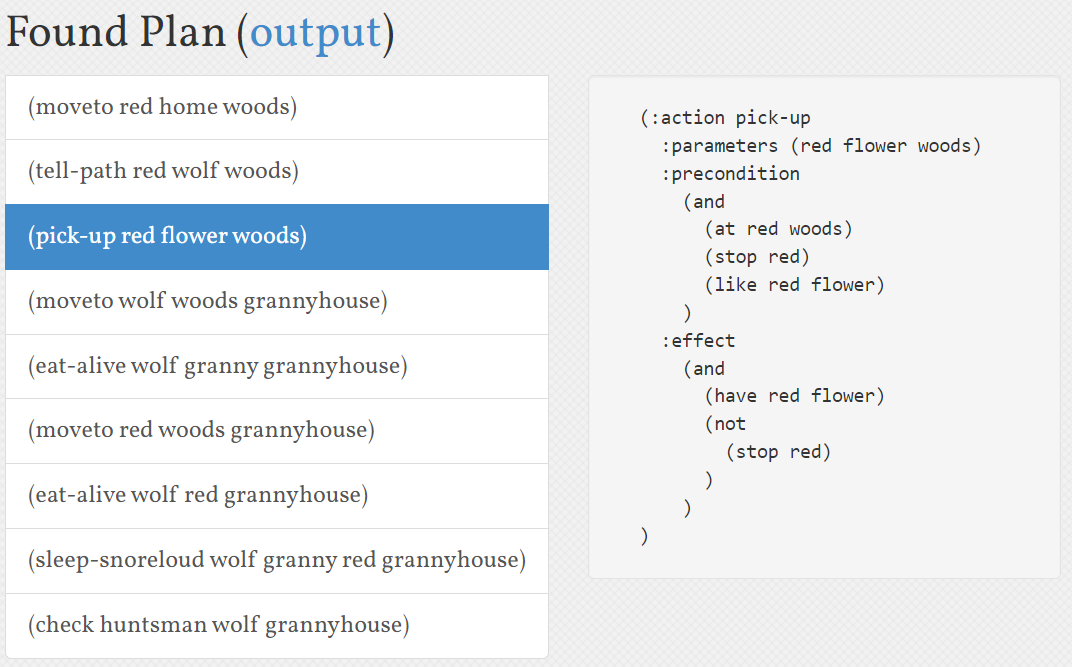 Found Plan (output)
(moveto red home woods)
(tell-path red wolf woods)
(pick-up red flower woods)
(moveto wolf woods grannyhouse)
(eat-alive wolf granny grannyhouse)
(moveto red woods grannyhouse)
(eat-alive wolf red grannyhouse)
(sleep-snoreloud wolf granny red grannyhouse)
(check huntsman wolf grannyhouse)
(:action pick-up
  :parameters (red flower woods)
  :precondition
    (and
      (at red woods)
      (stop red)
      (like red flower)
    )
  :effect
    (and
      (have red flower)
      (not
        (stop red)
      )
    )
)